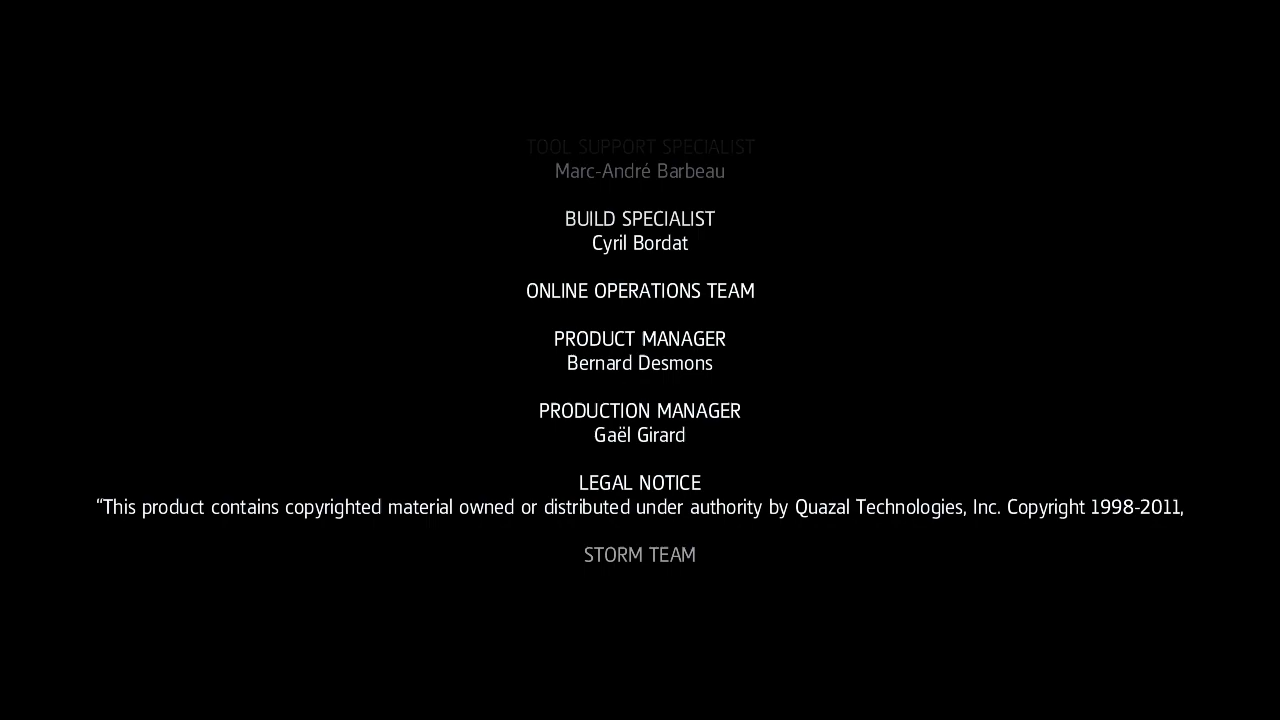 TOOL SUPPORT SPECIALIST
Marc-André Barbeau
BUILD SPECIALIST
Cyril Bordat
ONLINE OPERATIONS TEAM
PRODUCT MANAGER
Bernard Desmons
PRODUCTION MANAGER
Gaël Girard
LEGAL NOTICE
“This product contains copyrighted material owned or distributed under authority by Quazal Technologies, Inc. Copyright 1998-2011,
STORM TEAM